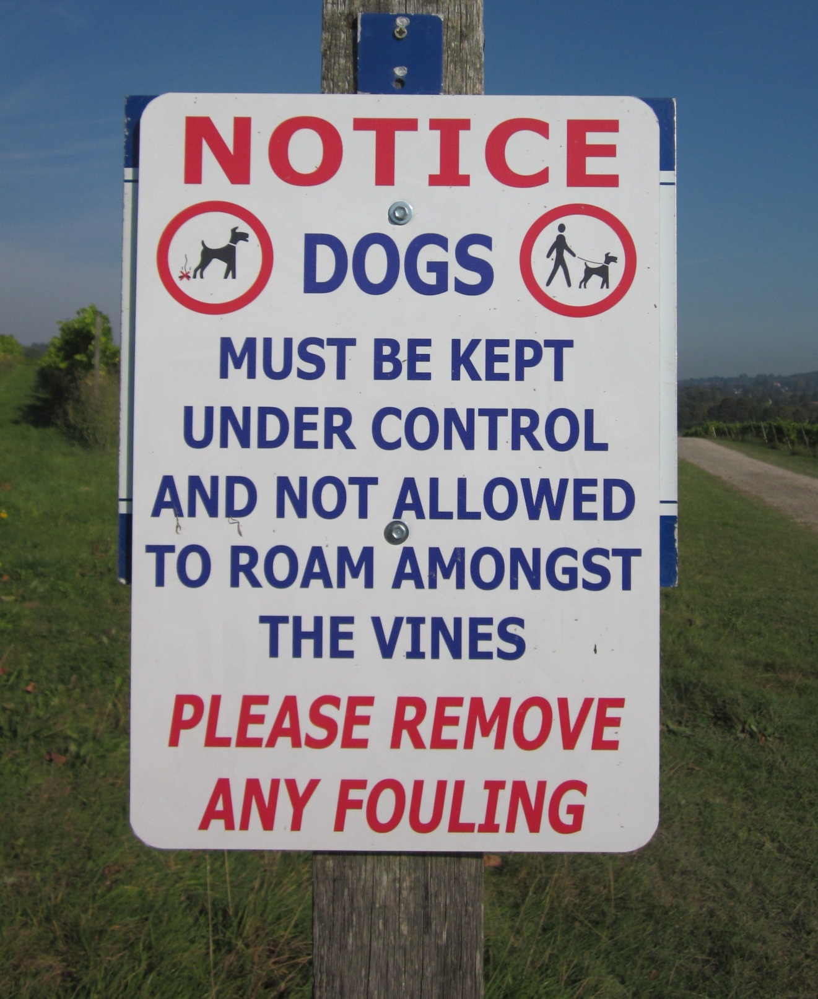 NOTICE
DOGS
MUST BE KEPT
UNDER CONTROL
AND NOT ALLOWED
TO ROAM AMONGST
THE VINES
PLEASE REMOVE
ANY FOULING